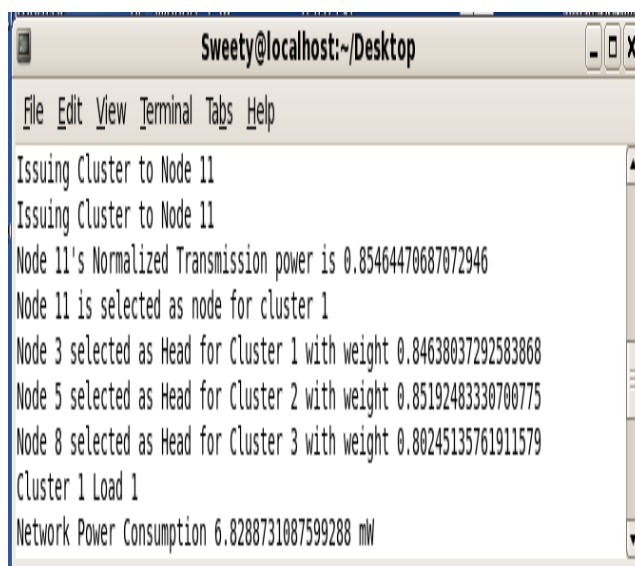 Sweety@localhost:~/Desktop
File Edit View Terminal Tabs Help
Issuing Cluster to Node 11
Issuing Cluster to Node 11
Node 11's Normalized Transmission power is 0.85464470687072946
Node 11 is selected as node for cluster 1
Node 3 selected as Head for Cluster 1 with weight 0.84638037292583868
Node 5 selected as Head for Cluster 2 with weight 0.85192483330700775
Node 8 selected as Head for Cluster 3 with weight 0.80245135761911579
Cluster 1 Load 1
Network Power Consumption 6.8288731087599288 mW